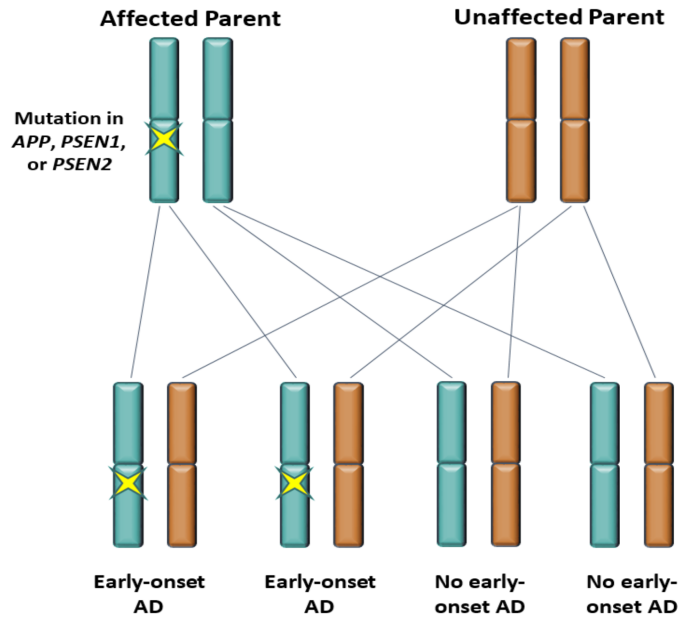 Affected Parent
Unaffected Parent
Mutation in
APP, PSEN1,
or PSEN2
Early-onset
AD
Early-onset
AD
No early-
onset AD
No early-
onset AD